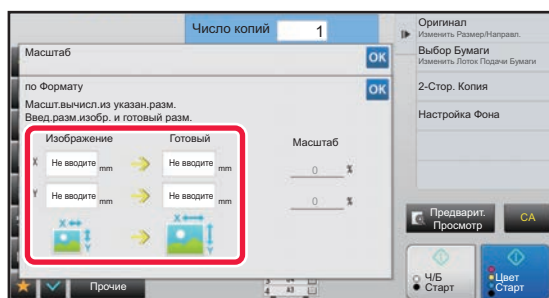 Число копий 1
Масштаб OK
по Формату OK
Масшт.вычисл.из указан.разм.
Введ.разм.изобр. и готовый разм.
Изображение Готовый Масштаб
X Не вводите mm Не вводите mm 0 %
Y Не вводите mm Не вводите mm 0 %
X Y X Y
Прочие
4 A3
Оригинал
Изменить Размер/Направл.
Выбор Бумаги
Изменить Лоток Подачи Бумаги
2-Стор. Копия
Настройка Фона
Предварит.
Просмотр
CA
Ч/Б
Старт
Цвет
Старт